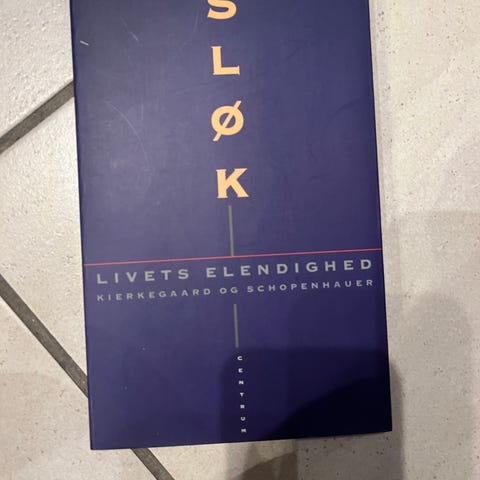 SLØK
LIVETS ELENDIGHED
KIERKEGAARD OG SCHOPENHAUER
CENTRUM